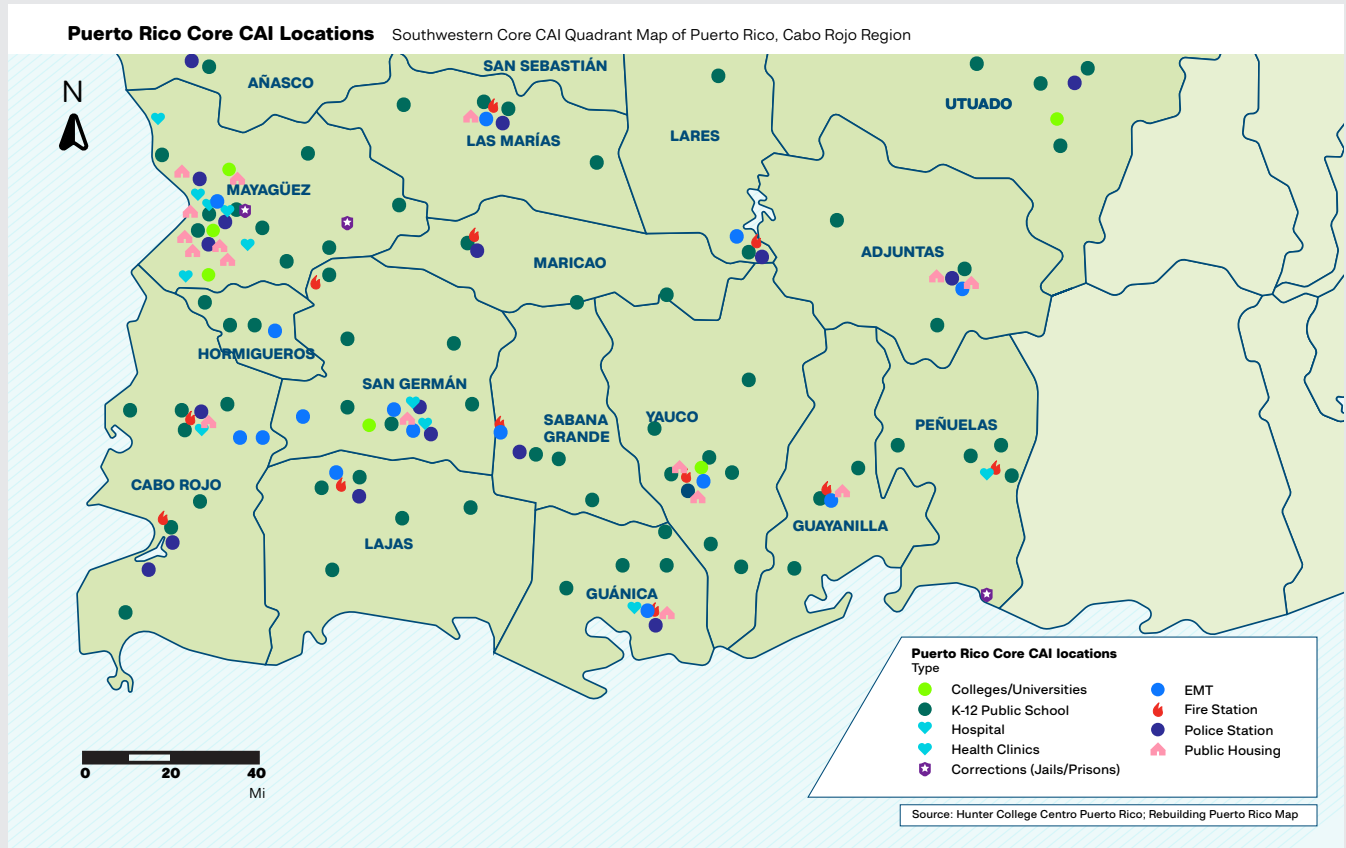 Puerto Rico Core CAI Locations Southwestern Core CAI Quadrant Map of Puerto Rico, Cabo Rojo Region
N
SAN SEBASTIÁN
AÑASCO
UTUADO
LAS MARÍAS
LARES
MAYAGÜEZ
ADJUNTAS
MARICAO
HORMIGUEROS
SAN GERMÁN
SABANA
GRANDE
YAUCO
PEÑUELAS
CABO ROJO
GUAYANILLA
LAJAS
GUÁNICA
Puerto Rico Core CAI locations
Type
Colleges/Universities
K-12 Public School
Hospital
Health Clinics
Corrections (Jails/Prisons)
EMT
Fire Station
Police Station
Public Housing
0 20 40
Mi
Source: Hunter College Centro Puerto Rico; Rebuilding Puerto Rico Map